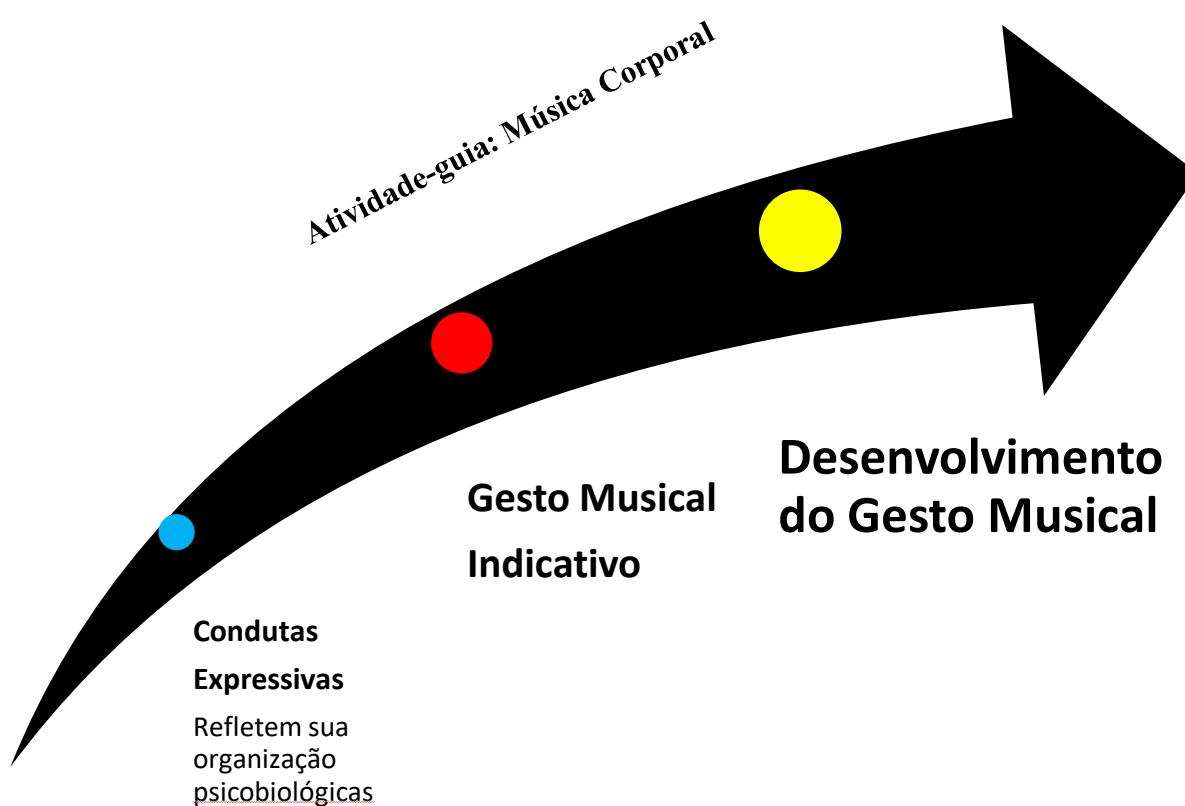 Atividade-guia: Música Corporal
Desenvolvimento
do Gesto Musical
Gesto Musical
Indicativo
Condutas
Expressivas
Refletem sua
organização
psicobiológicas